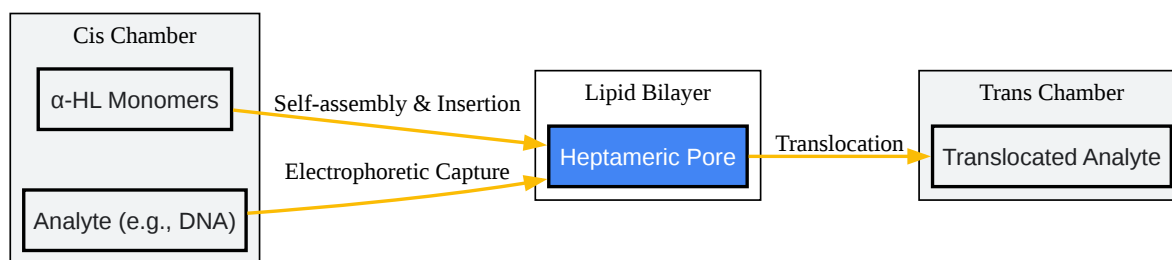 Cis Chamber
α-HL Monomers
Analyte (e.g., DNA)
Self-assembly & Insertion
Electrophoretic Capture
Lipid Bilayer
Heptameric Pore
Translocation
Trans Chamber
Translocated Analyte